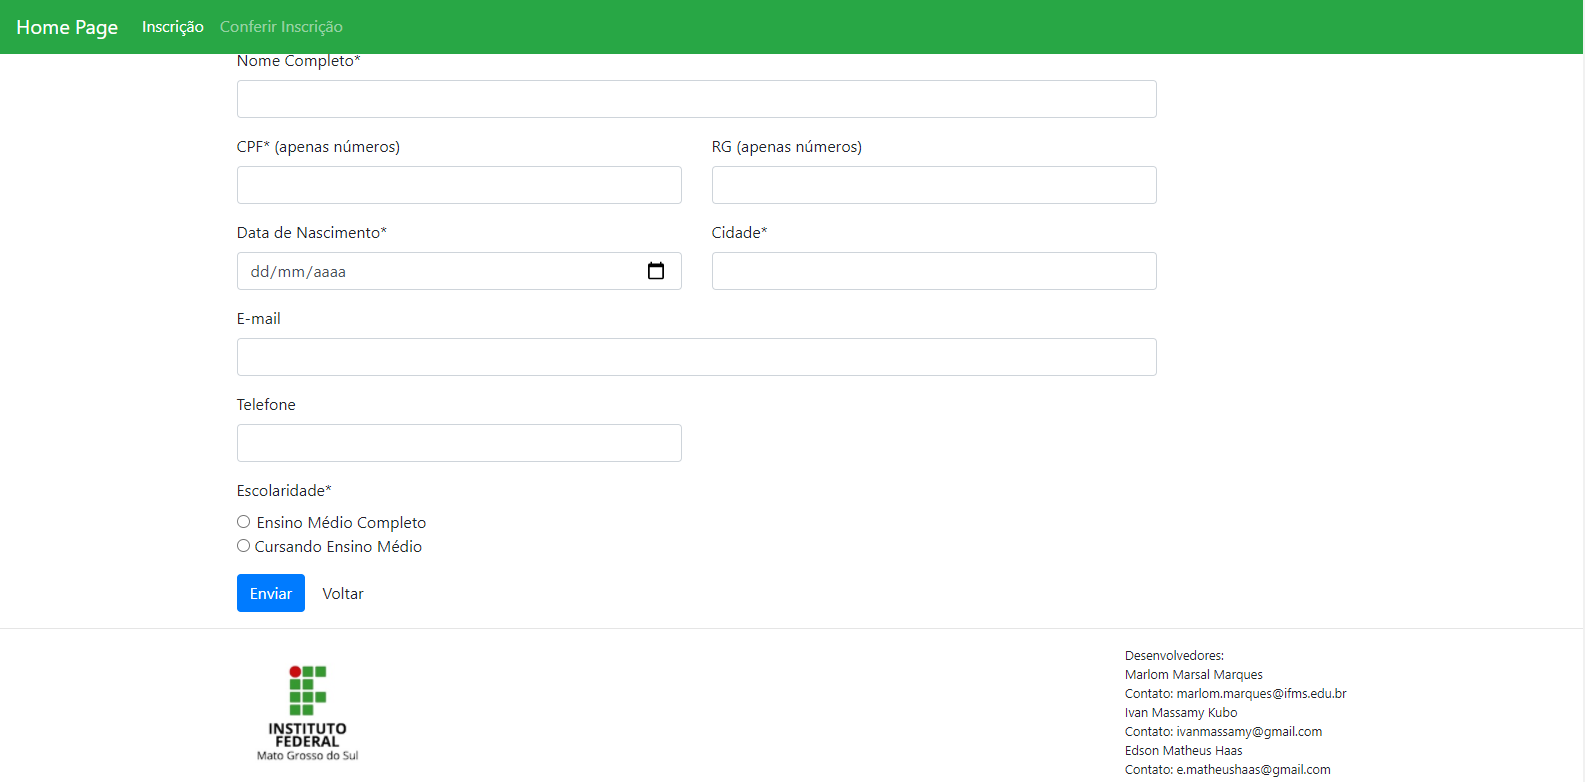 Home Page Inscrição Conferir Inscrição
Nome Completo*
CPF* (apenas números) RG (apenas números)
Data de Nascimento* Cidade*
dd/mm/aaaa
E-mail
Telefone
Escolaridade*
Ensino Médio Completo
Cursando Ensino Médio
Enviar Voltar
INSTITUTO
FEDERAL
Mato Grosso do Sul
Desenvolvedores:
Marlom Marsal Marques
Contato: marlom.marques@ifms.edu.br
Ivan Massamy Kubo
Contato: ivanmassamy@gmail.com
Edson Matheus Haas
Contato: e.matheushaas@gmail.com